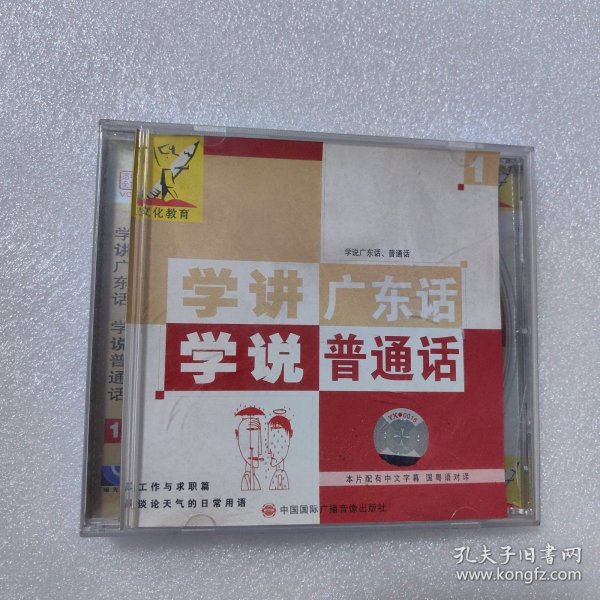 文化教育
1
学说广东话、普通话
学讲 广东话
学说 普通话
YX●0016
本片配有中文字幕 国粤语对译
工作与求职篇
谈论天气的日常用语
中国国际广播音像出版社
学讲广东话 学说普通话
1
孔夫子旧书网
www.kongfz.com